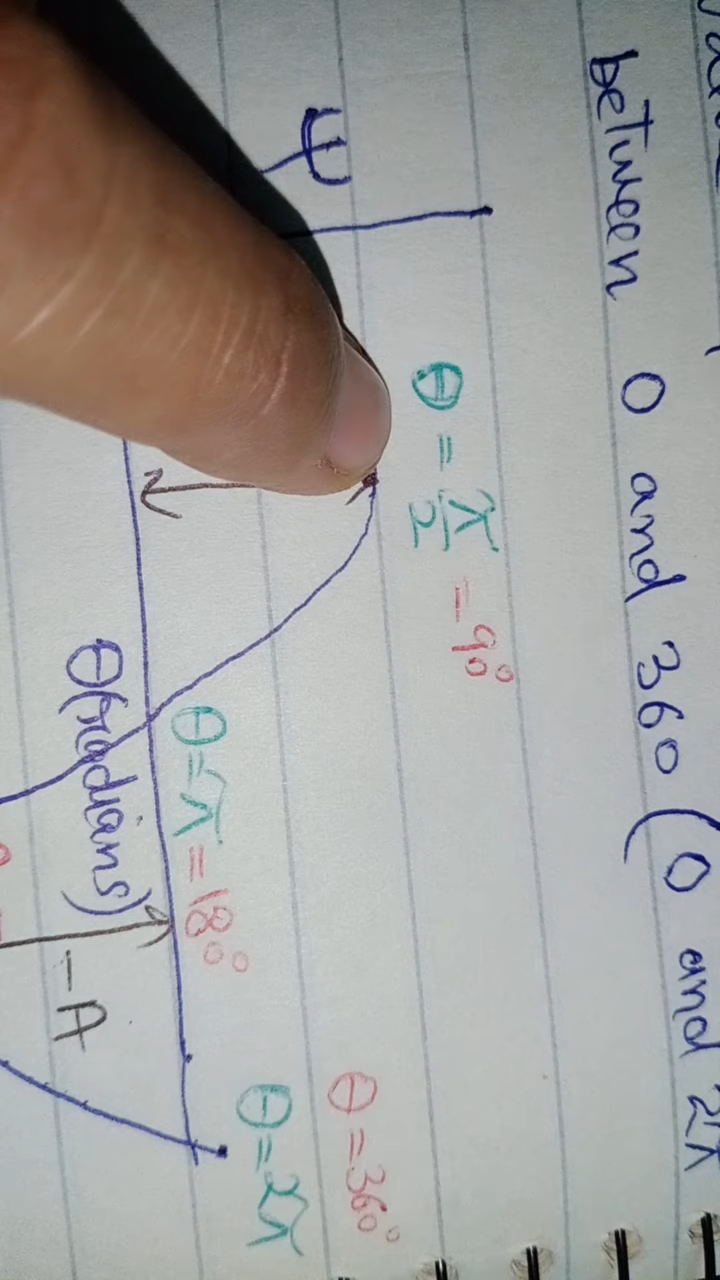 between 0 and 360 (0 and 2π
Ψ
θ = π/2 = 90°
θ = 360°
θ = π = 180°
θ = 2π
θ (radians)
-A